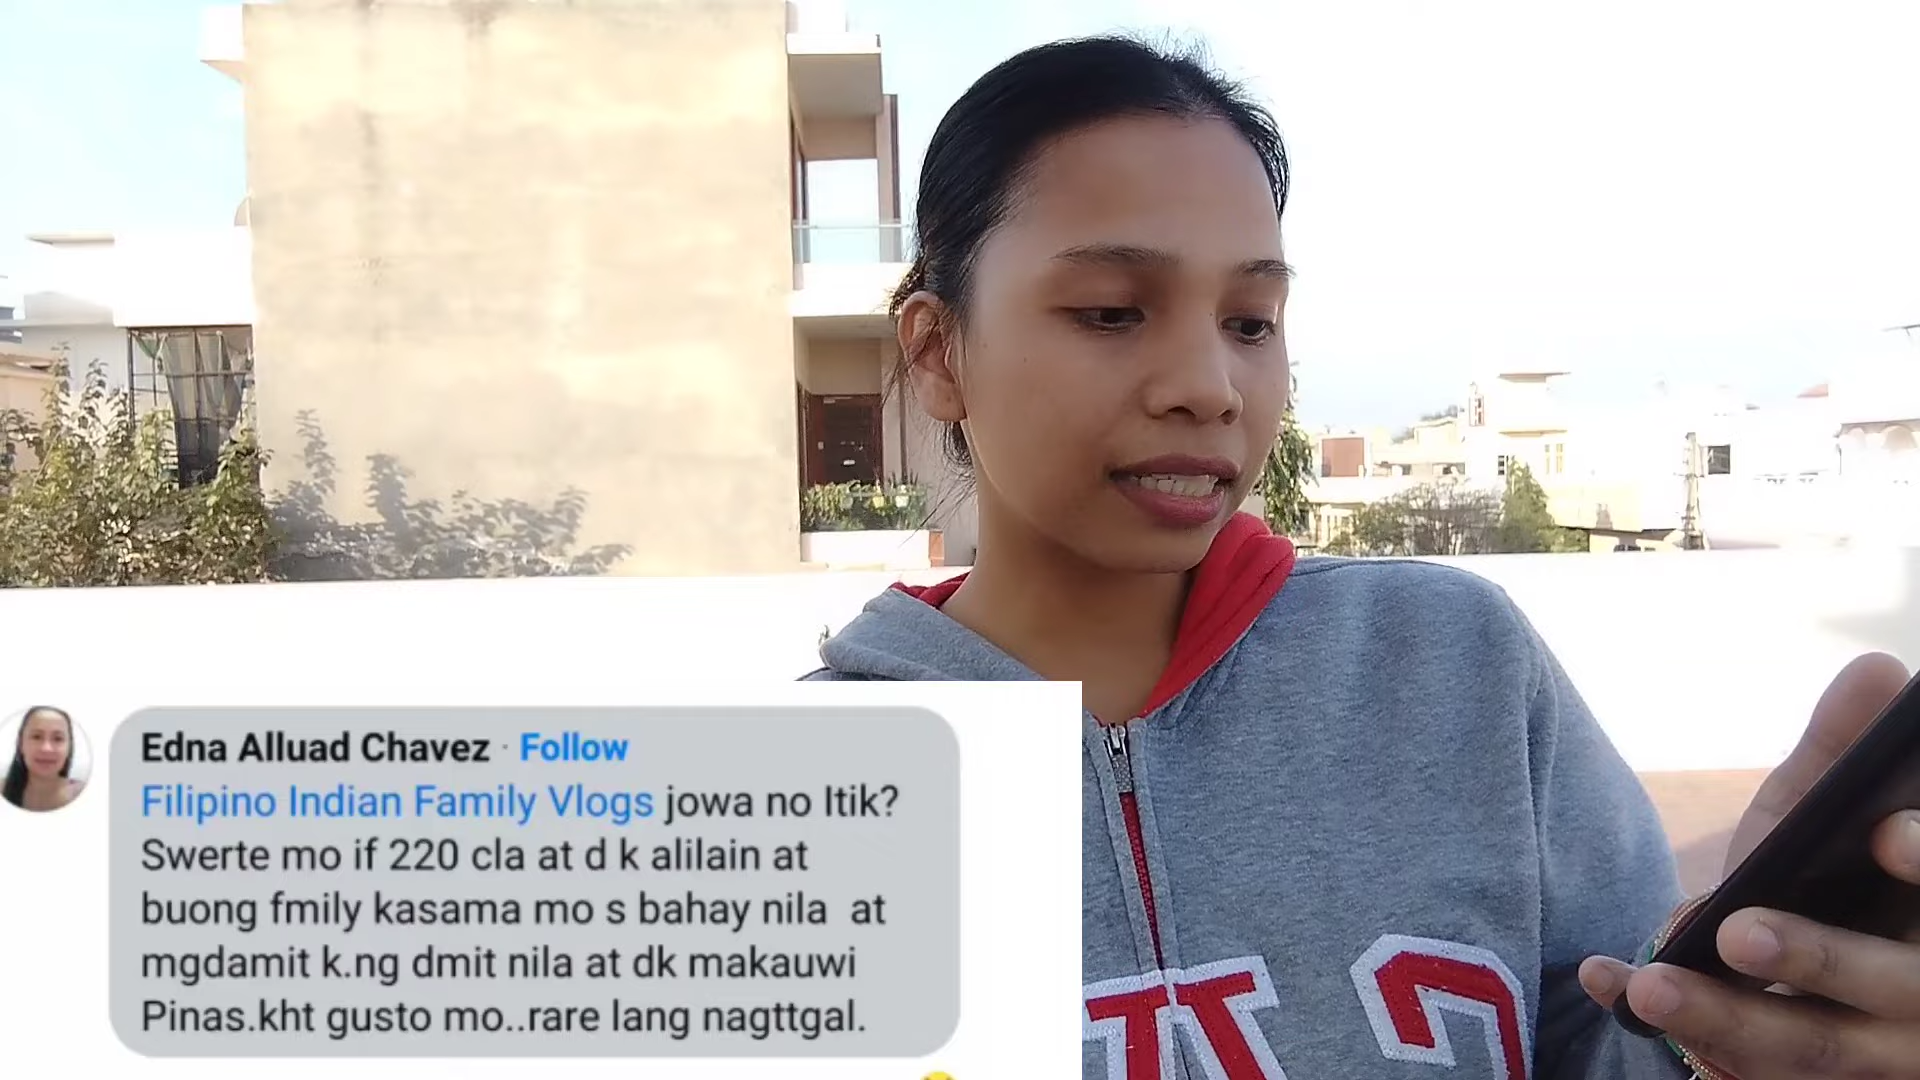 Edna Alluad Chavez · Follow
Filipino Indian Family Vlogs jowa no Itik?
Swerte mo if 220 cla at d k alilain at
buong fmily kasama mo s bahay nila at
mgdamit k.ng dmit nila at dk makauwi
Pinas.kht gusto mo..rare lang nagttgal.